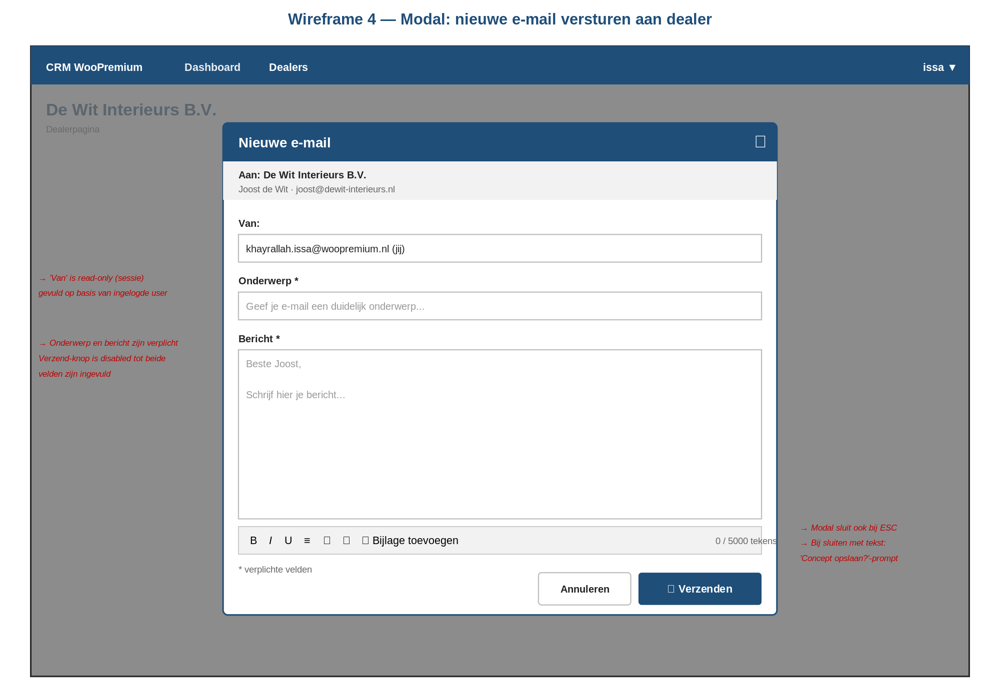 Wireframe 4 — Modal: nieuwe e-mail versturen aan dealer
CRM WooPremium Dashboard Dealers issa ▼
De Wit Interieurs B.V.
Dealerpagina
Nieuwe e-mail
Aan: De Wit Interieurs B.V.
Joost de Wit · joost@dewit-interieurs.nl
Van:
khayrallah.issa@woopremium.nl (jij)
→ 'Van' is read-only (sessie)
gevuld op basis van ingelogde user
Onderwerp *
Geef je e-mail een duidelijk onderwerp...
→ Onderwerp en bericht zijn verplicht
Verzend-knop is disabled tot beide
velden zijn ingevuld
Bericht *
Beste Joost,
Schrijf hier je bericht...
B I U ≡ Bijlage toevoegen 0 / 5000 tekens
→ Modal sluit ook bij ESC
→ Bij sluiten met tekst:
'Concept opslaan?'-prompt
* verplichte velden
Annuleren Verzenden